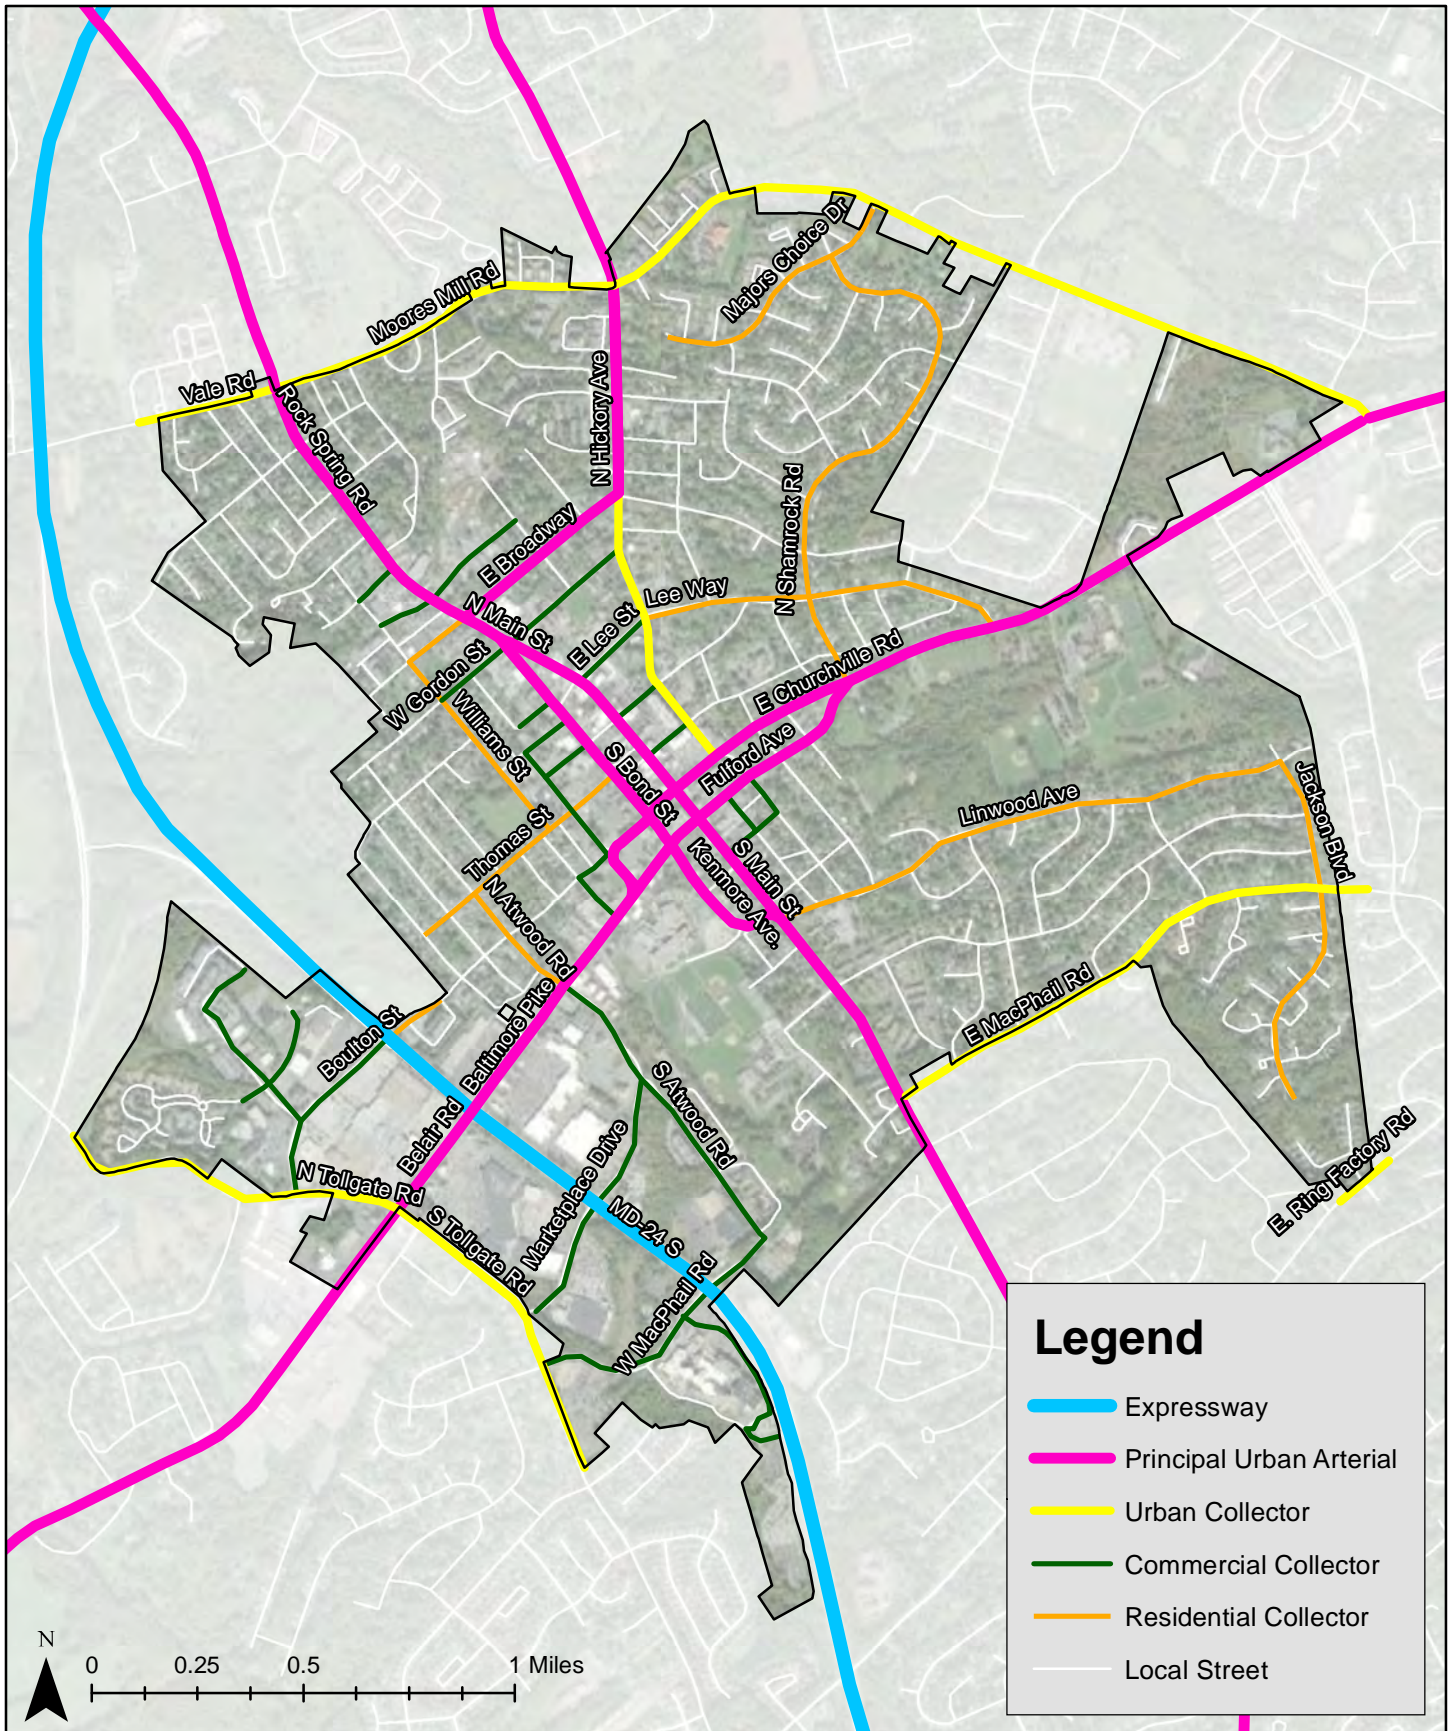 Majors Choice Dr
Moores Mill Rd
Vale Rd
Rock Spring Rd
N Hickory Ave
N Shamrock Rd
E Broadway
Lee Way
N Main St
E Lee St
W Gordon St
E Churchville Rd
Williams St
Fulford Ave
S Bond St
Linwood Ave
Jackson Blvd
Thomas St
Kenmore Ave.
S Main St
N Atwood Rd
Baltimore Pike
E MacPhail Rd
Boulton St
S Atwood Rd
Belair Rd
Marketplace Drive
N Tollgate Rd
S Tollgate Rd
MD-24 S
W MacPhail Rd
E. Ring Factory Rd
Legend
Expressway
Principal Urban Arterial
Urban Collector
Commercial Collector
Residential Collector
Local Street
N
0 0.25 0.5 1 Miles